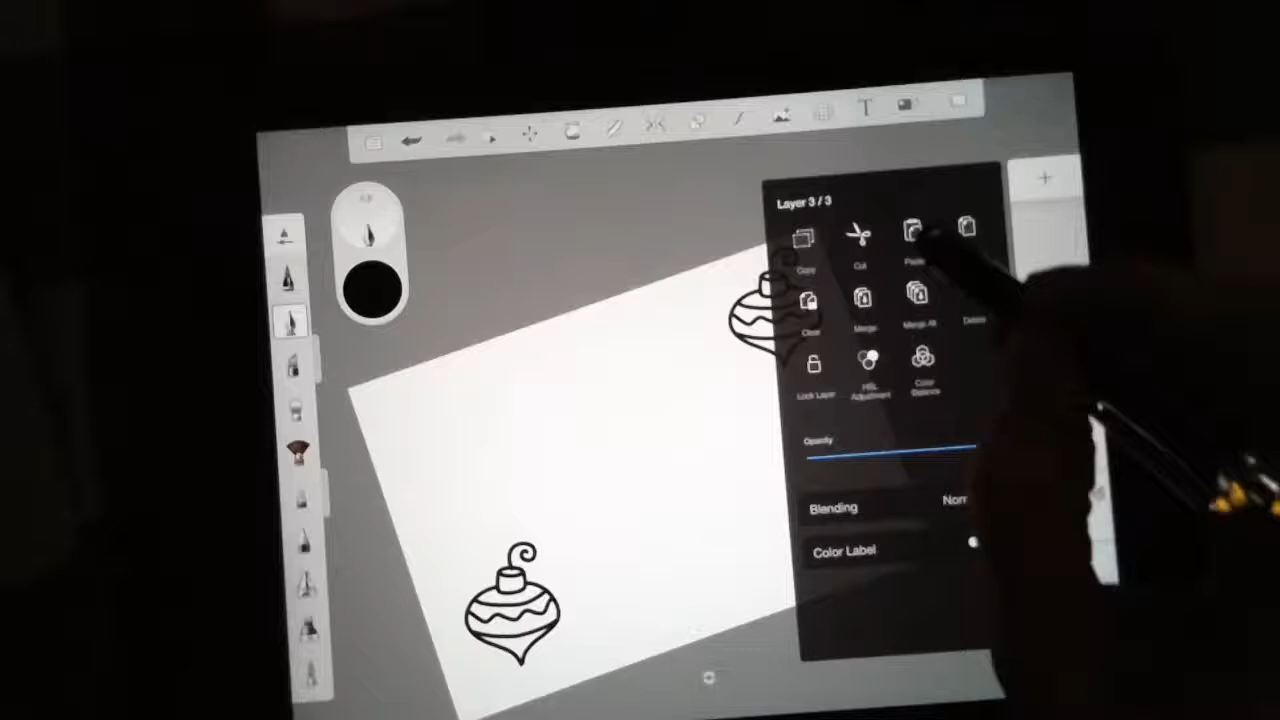 Layer 3 / 3
Copy Cut Paste
Clear Merge Merge All Delete
Lock Layer HSL Adjustment Color Balance
Opacity
Blending Nor
Color Label
T